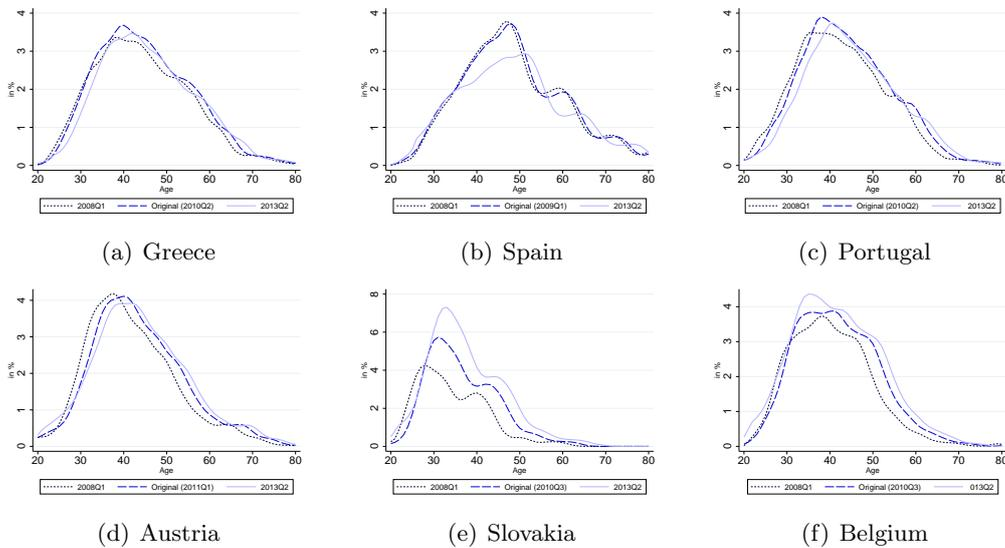 4
3
2
1
0
in %
20 30 40 50 60 70 80
Age
2008Q1 Original (2010Q2) 2013Q2
(a) Greece
4
3
2
1
0
in %
20 30 40 50 60 70 80
Age
2008Q1 Original (2009Q1) 2013Q2
(b) Spain
4
3
2
1
0
in %
20 30 40 50 60 70 80
Age
2008Q1 Original (2010Q2) 2013Q2
(c) Portugal
4
3
2
1
0
in %
20 30 40 50 60 70 80
Age
2008Q1 Original (2011Q1) 2013Q2
(d) Austria
8
6
4
2
0
in %
20 30 40 50 60 70 80
Age
2008Q1 Original (2010Q3) 2013Q2
(e) Slovakia
4
3
2
1
0
in %
20 30 40 50 60 70 80
Age
2008Q1 Original (2010Q3) 013Q2
(f) Belgium